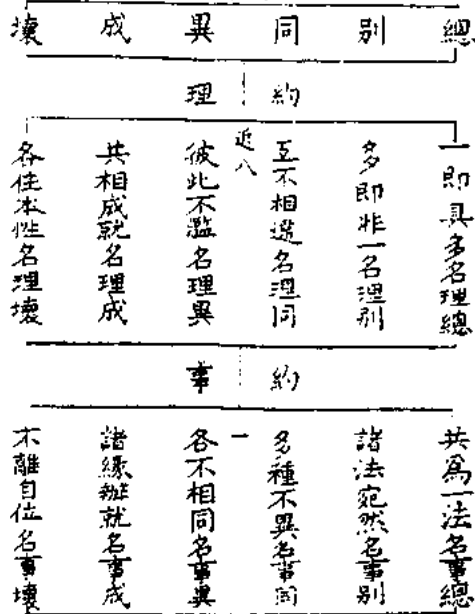 總 別 同 異 成 壞
約理
一即具多名理總
多即非一名理別
互不相違名理同
近八
彼此不濫名理異
共相成就名理成
各住本性名理壞
約事
共為一法名事總
諸法宛然名事別
多種不異名事同
一
各不相同名事異
諸緣辦就名事成
不離自位名事壞